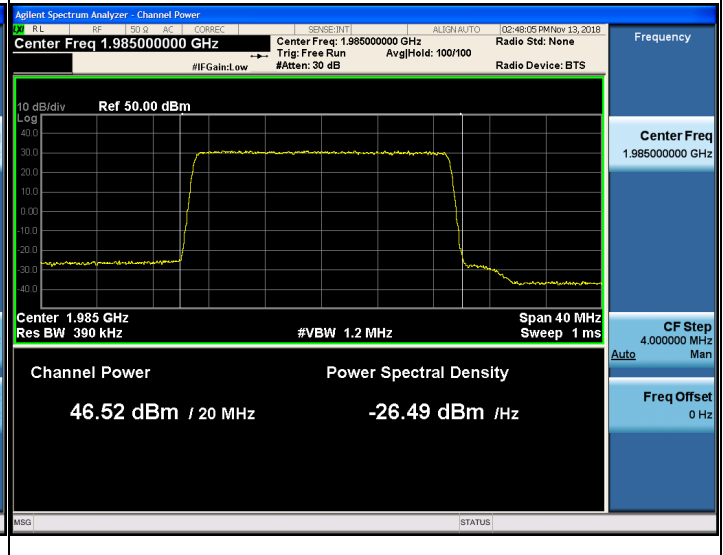 Agilent Spectrum Analyzer - Channel Power
LXI RL RF 50 Ω AC CORREC SENSE:INT ALIGN AUTO 02:48:05 PM Nov 13, 2018
Center Freq 1.985000000 GHz
Center Freq: 1.985000000 GHz
Radio Std: None
Trig: Free Run Avg|Hold: 100/100
#IFGain:Low
#Atten: 30 dB
Radio Device: BTS
Frequency
10 dB/div Ref 50.00 dBm
Log
40.0
30.0
20.0
10.0
0.00
-10.0
-20.0
-30.0
-40.0
Center Freq
1.985000000 GHz
Center 1.985 GHz Span 40 MHz
Res BW 390 kHz #VBW 1.2 MHz Sweep 1 ms
CF Step
4.000000 MHz
Auto Man
Channel Power Power Spectral Density
46.52 dBm / 20 MHz -26.49 dBm /Hz
Freq Offset
0 Hz
MSG STATUS